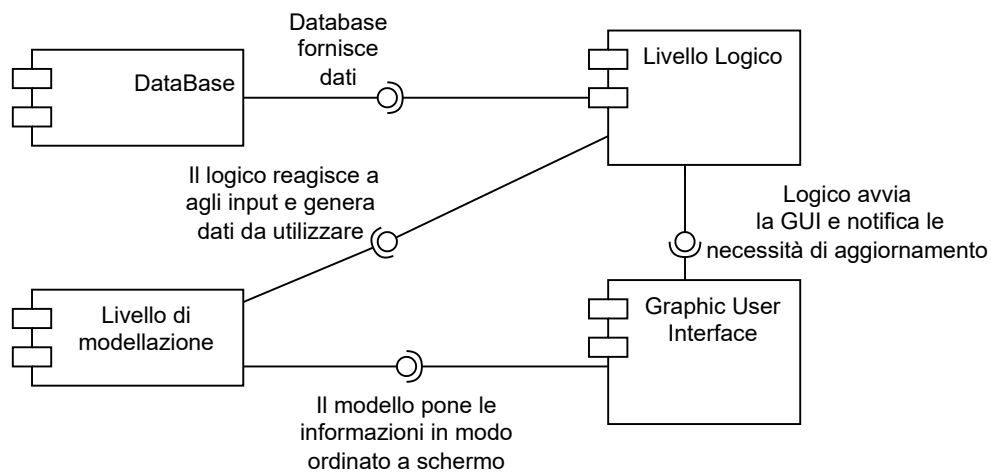 Database
fornisce
dati
DataBase
Livello Logico
Il logico reagisce a
agli input e genera
dati da utilizzare
Logico avvia
la GUI e notifica le
necessità di aggiornamento
Livello di
modellazione
Graphic User
Interface
Il modello pone le
informazioni in modo
ordinato a schermo